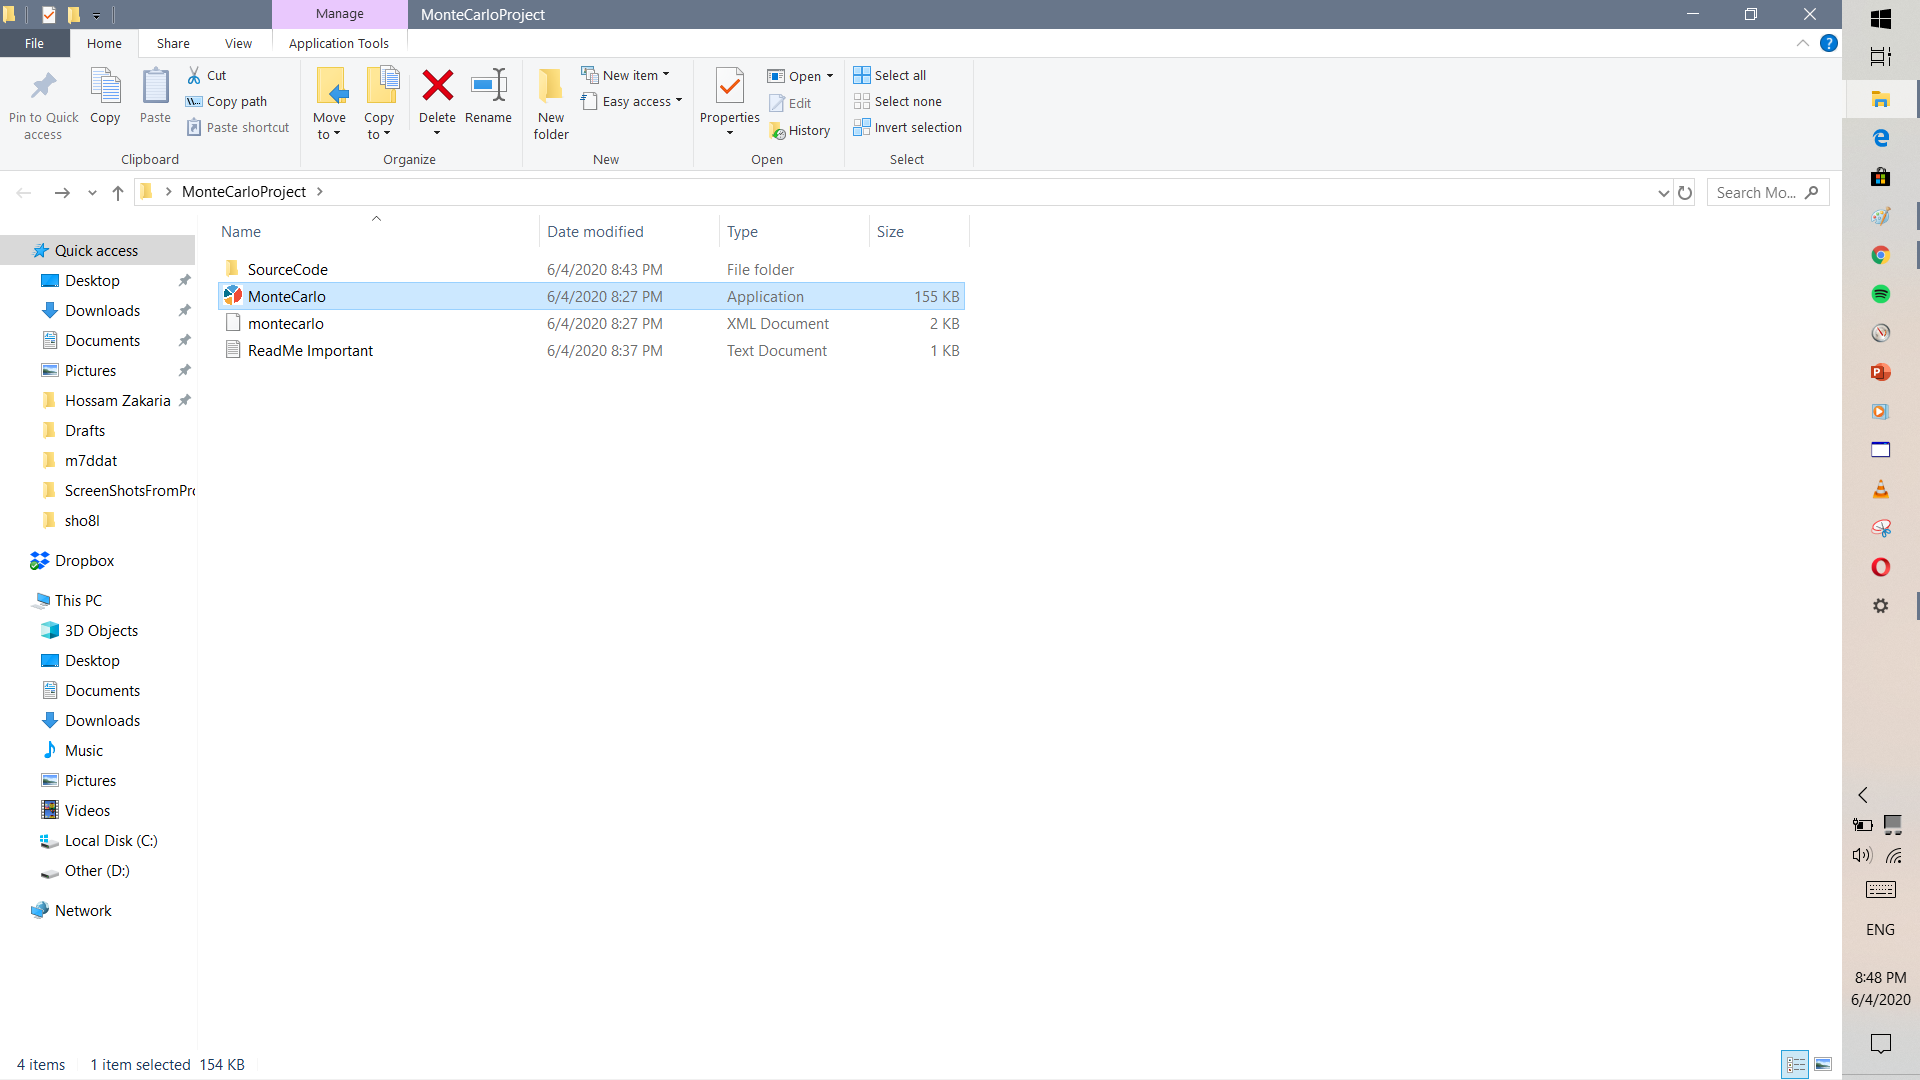 Manage
MonteCarloProject
File
Home
Share
View
Application Tools
Pin to Quick access
Copy
Paste
Cut
Copy path
Paste shortcut
Clipboard
Move to
Copy to
Delete
Rename
Organize
New folder
New item
Easy access
New
Properties
Open
Edit
History
Open
Select all
Select none
Invert selection
Select
MonteCarloProject
Search Mo...
Name
Date modified
Type
Size
SourceCode 6/4/2020 8:43 PM File folder
MonteCarlo 6/4/2020 8:27 PM Application 155 KB
montecarlo 6/4/2020 8:27 PM XML Document 2 KB
ReadMe Important 6/4/2020 8:37 PM Text Document 1 KB
Quick access
Desktop
Downloads
Documents
Pictures
Hossam Zakaria
Drafts
m7ddat
ScreenShotsFromPr
sho8l
Dropbox
This PC
3D Objects
Desktop
Documents
Downloads
Music
Pictures
Videos
Local Disk (C:)
Other (D:)
Network
4 items
1 item selected 154 KB
ENG
8:48 PM
6/4/2020